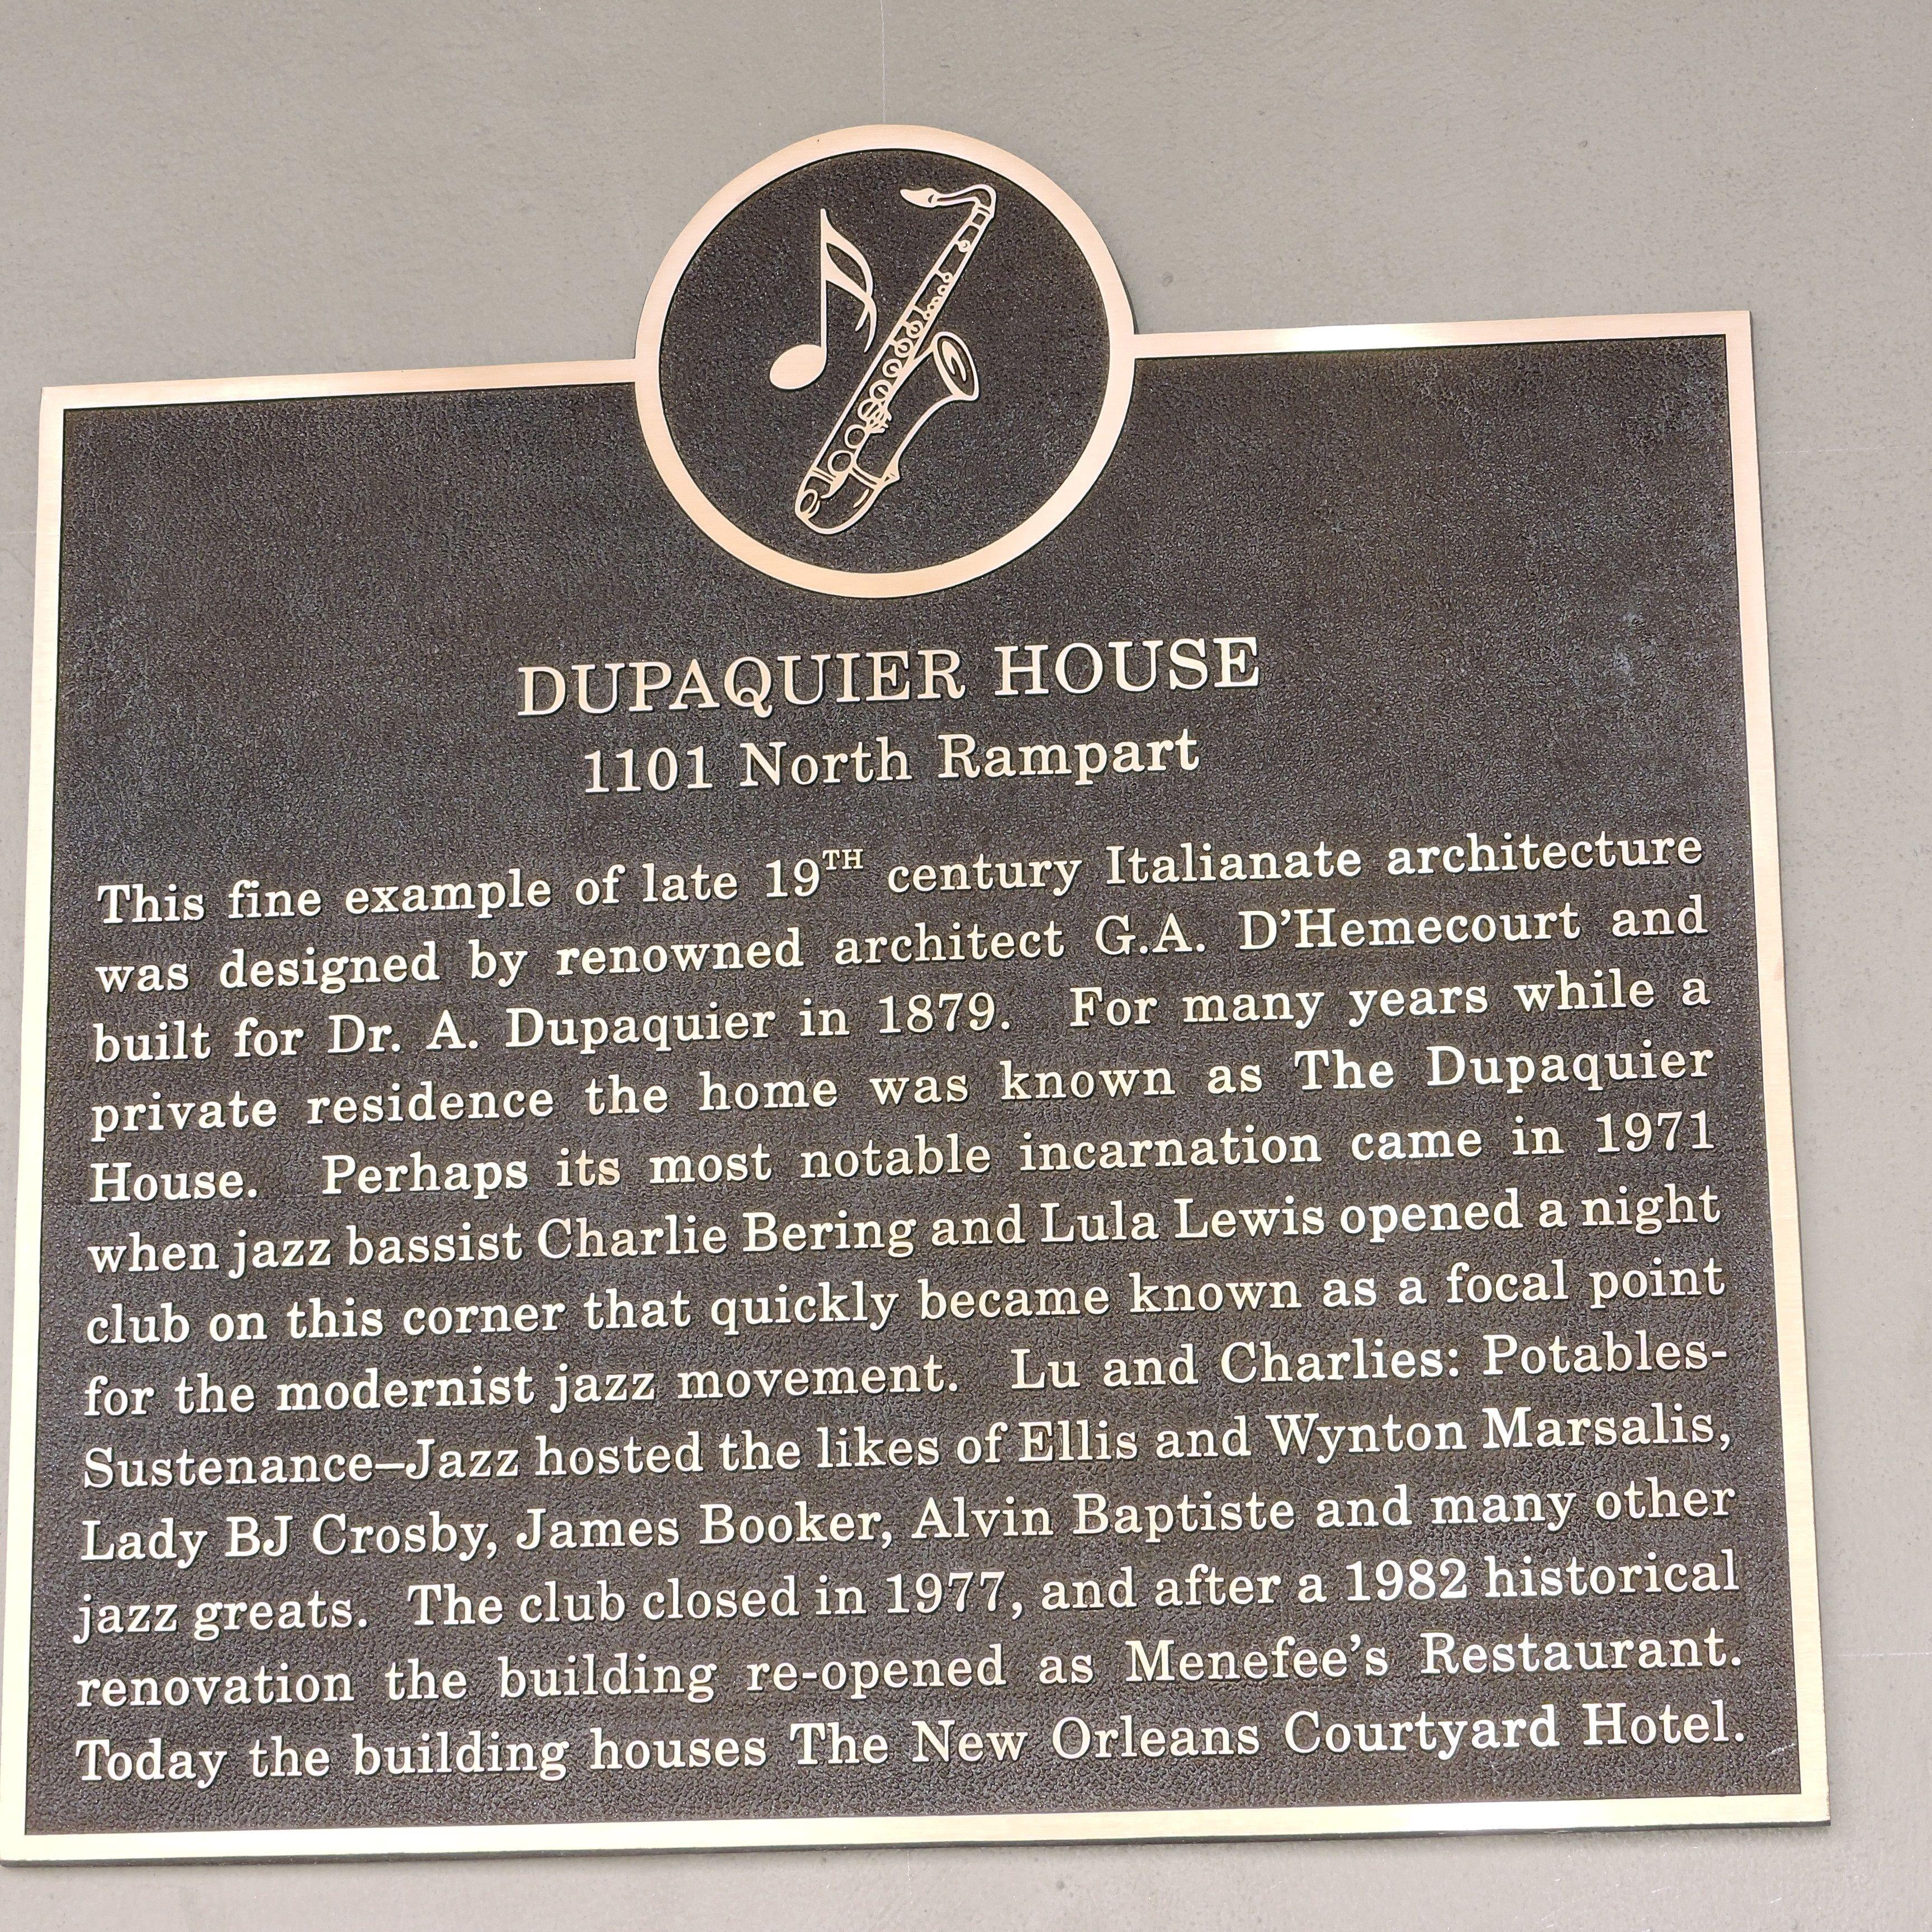 DUPAQUIER HOUSE
1101 North Rampart
This fine example of late 19TH century Italianate architecture
was designed by renowned architect G.A. D'Hemecourt and
built for Dr. A. Dupaquier in 1879. For many years while a
private residence the home was known as The Dupaquier
House. Perhaps its most notable incarnation came in 1971
when jazz bassist Charlie Bering and Lula Lewis opened a night
club on this corner that quickly became known as a focal point
for the modernist jazz movement. Lu and Charlies: Potables-
Sustenance–Jazz hosted the likes of Ellis and Wynton Marsalis,
Lady BJ Crosby, James Booker, Alvin Baptiste and many other
jazz greats. The club closed in 1977, and after a 1982 historical
renovation the building re-opened as Menefee's Restaurant.
Today the building houses The New Orleans Courtyard Hotel.